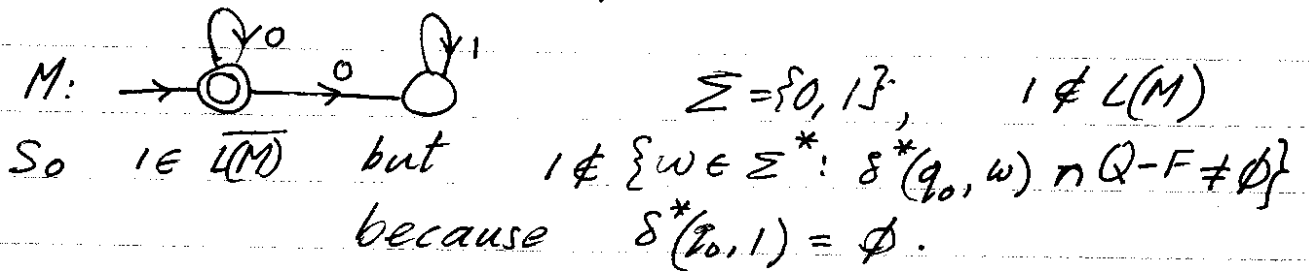 0 1
M: 0 Σ = {0, 1}, 1 ∉ L(M)
So 1 ∈ L̅(̅M̅)̅ but 1 ∉ {w ∈ Σ*: δ*(q₀, w) ∩ Q-F ≠ ∅}
because δ*(q₀, 1) = ∅.